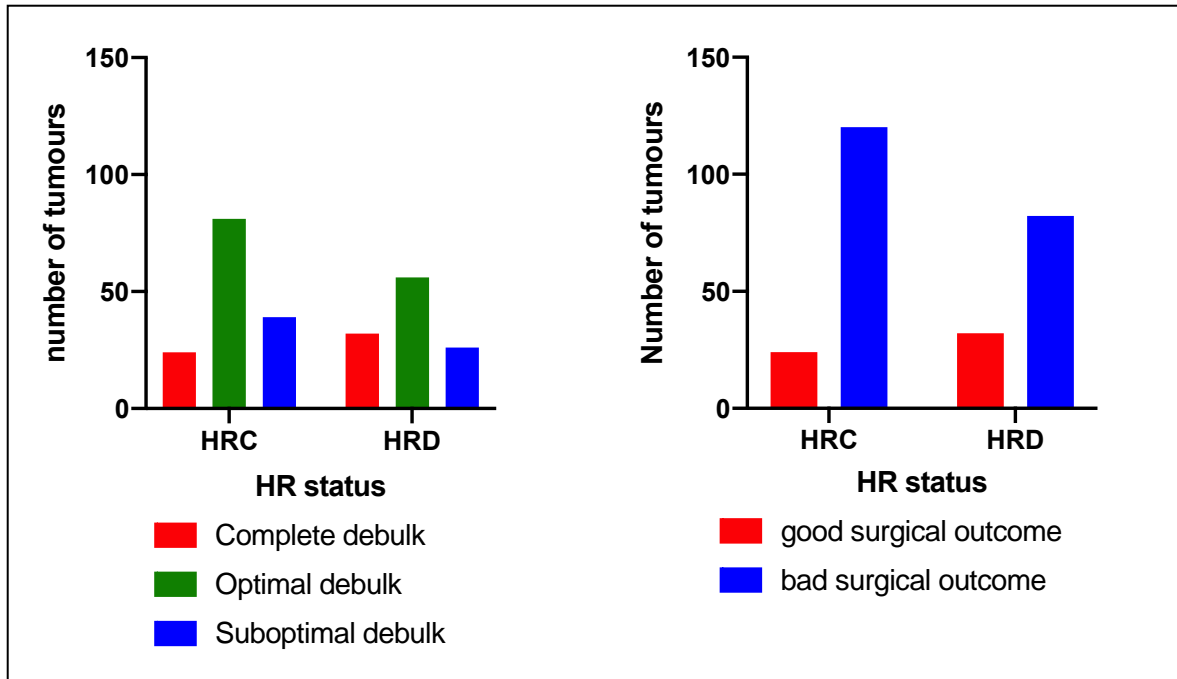 number of tumours
150
100
50
0
HRC
HRD
HR status
Complete debulk
Optimal debulk
Suboptimal debulk
Number of tumours
150
100
50
0
HRC
HRD
HR status
good surgical outcome
bad surgical outcome